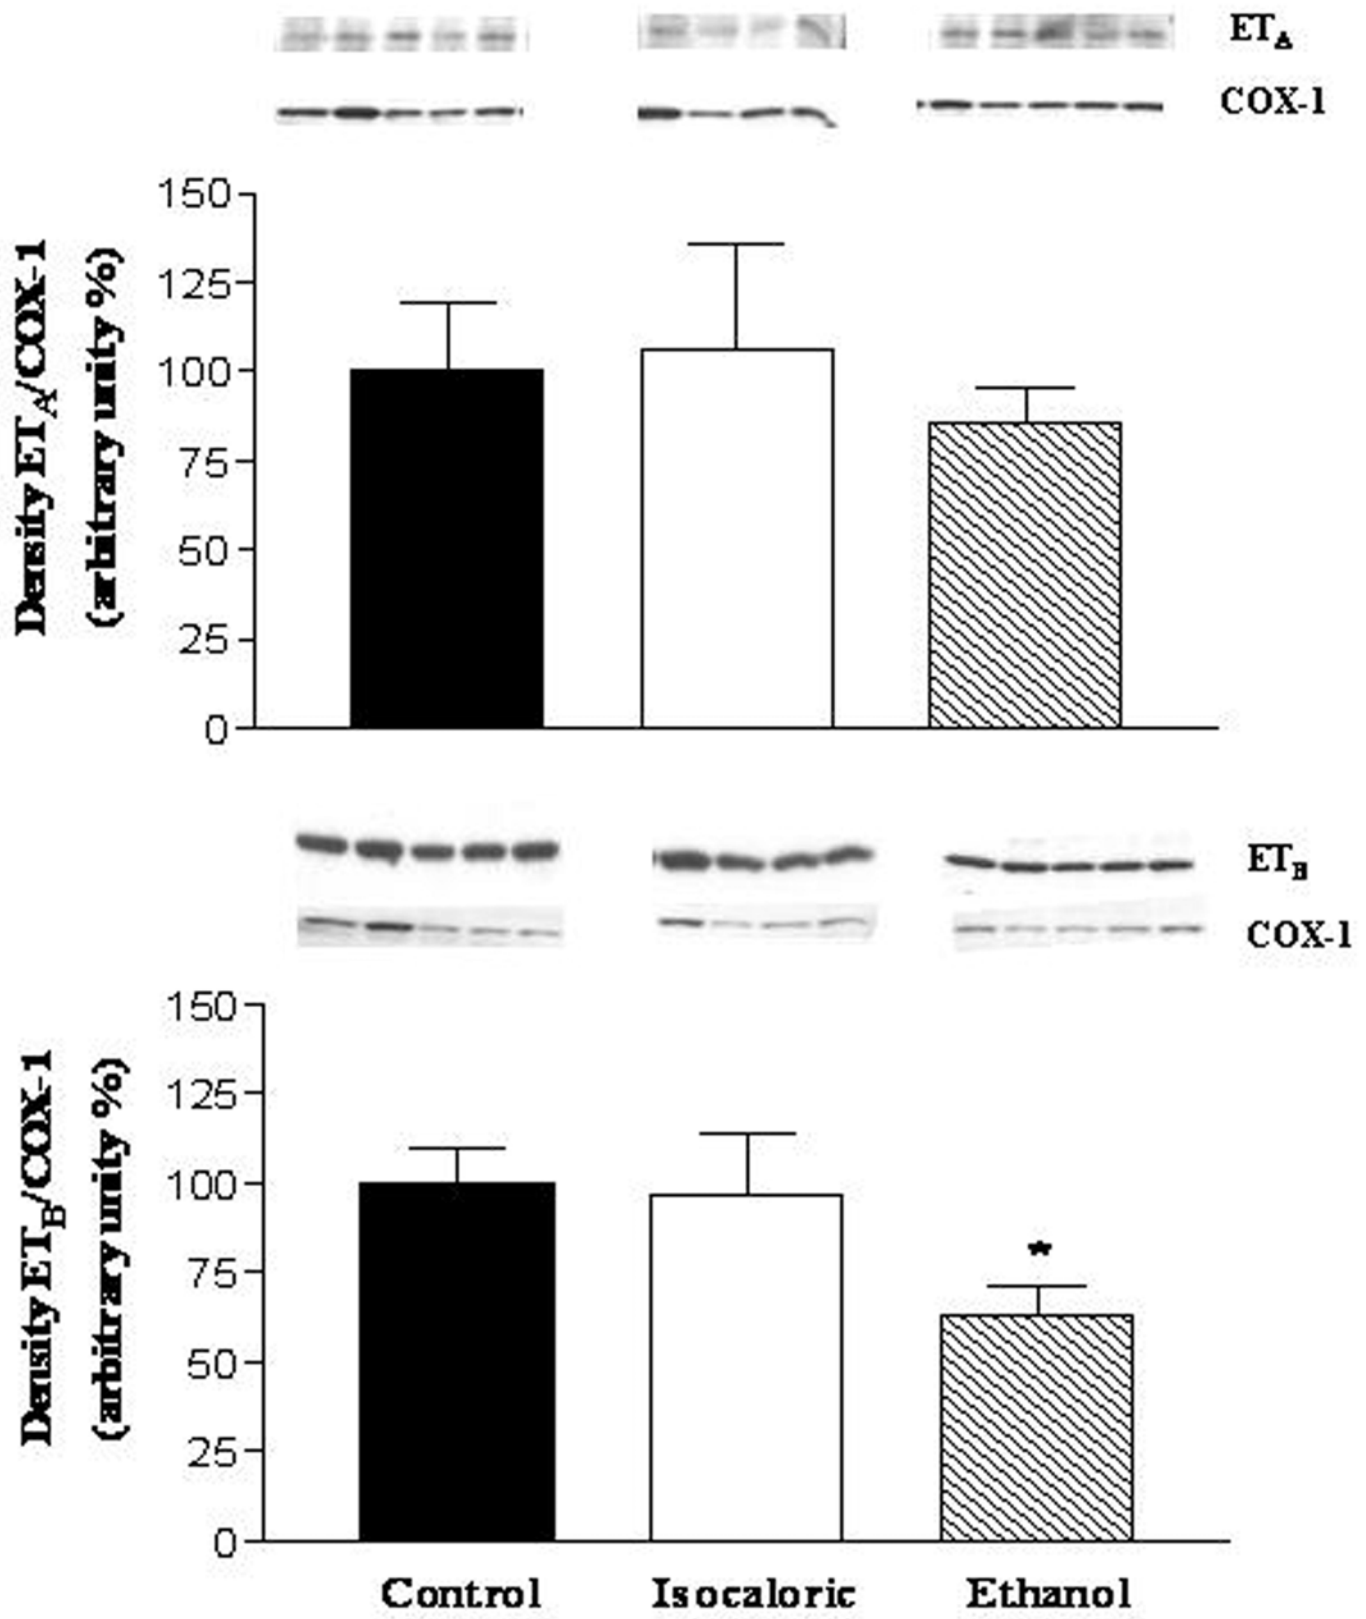 ETA
COX-1
Density ETA/COX-1
(arbitrary unity %)
150
125
100
75
50
25
0
ETB
COX-1
Density ETB/COX-1
(arbitrary unity %)
150
125
100
75
*
50
25
0
Control Isocaloric Ethanol